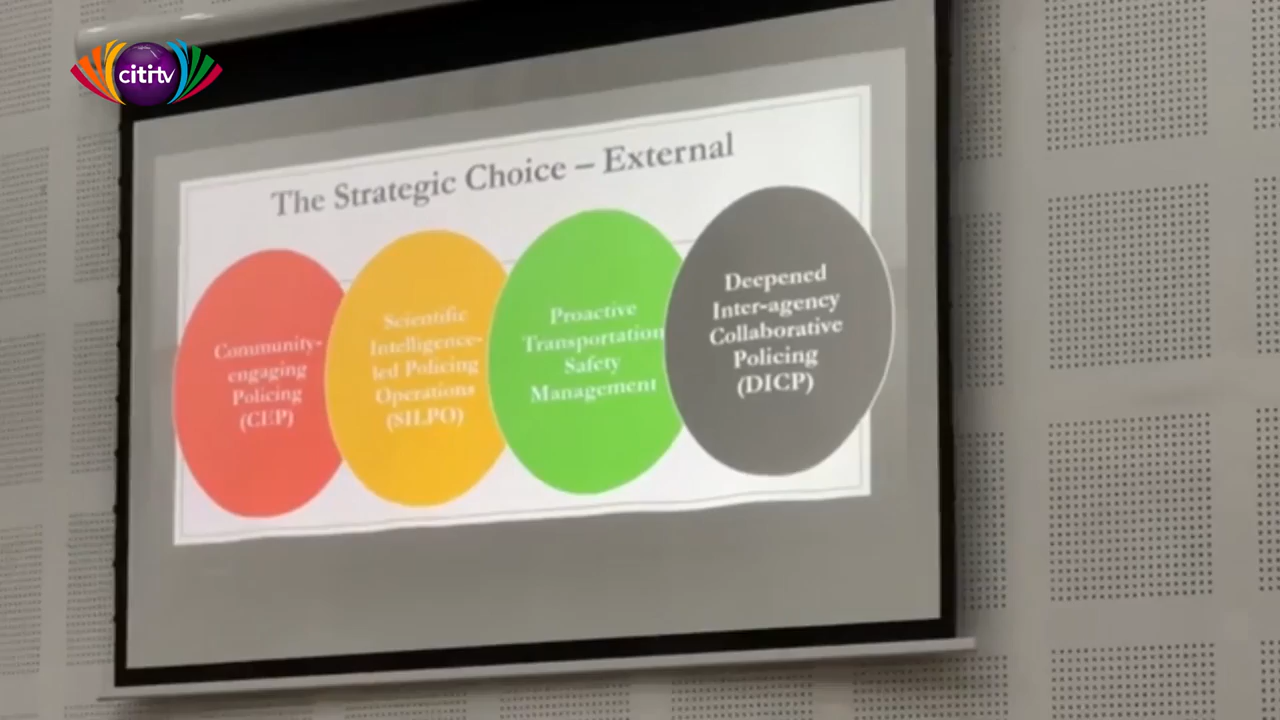 citi tv
The Strategic Choice – External
Community-
engaging
Policing
(CEP)
Scientific
Intelligence-
led Policing
Operations
(SILPO)
Proactive
Transportation
Safety
Management
Deepened
Inter-agency
Collaborative
Policing
(DICP)